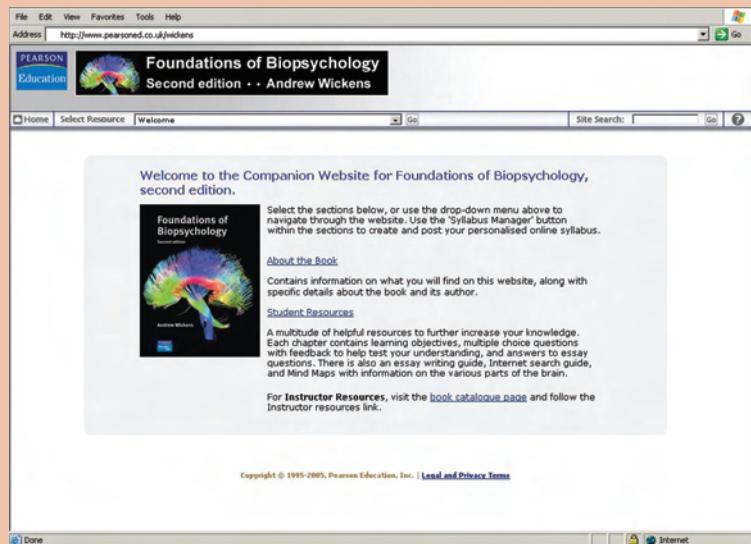 File Edit View Favorites Tools Help
Address http://www.pearsoned.co.uk/wickens Go
PEARSON
Education
Foundations of Biopsychology
Second edition · · Andrew Wickens
Home Select Resource Welcome Go Site Search: Go ?
Welcome to the Companion Website for Foundations of Biopsychology,
second edition.
Foundations of
Biopsychology
Second edition
Andrew Wickens
Select the sections below, or use the drop-down menu above to
navigate through the website. Use the 'Syllabus Manager' button
within the sections to create and post your personalised online syllabus.
About the Book
Contains information on what you will find on this website, along with
specific details about the book and its author.
Student Resources
A multitude of helpful resources to further increase your knowledge.
Each chapter contains learning objectives, multiple choice questions
with feedback to help test your understanding, and answers to essay
questions. There is also an essay writing guide, Internet search guide,
and Mind Maps with information on the various parts of the brain.
For Instructor Resources, visit the book catalogue page and follow the
Instructor resources link.
Copyright © 1995-2005, Pearson Education, Inc. | Legal and Privacy Terms
Done Internet